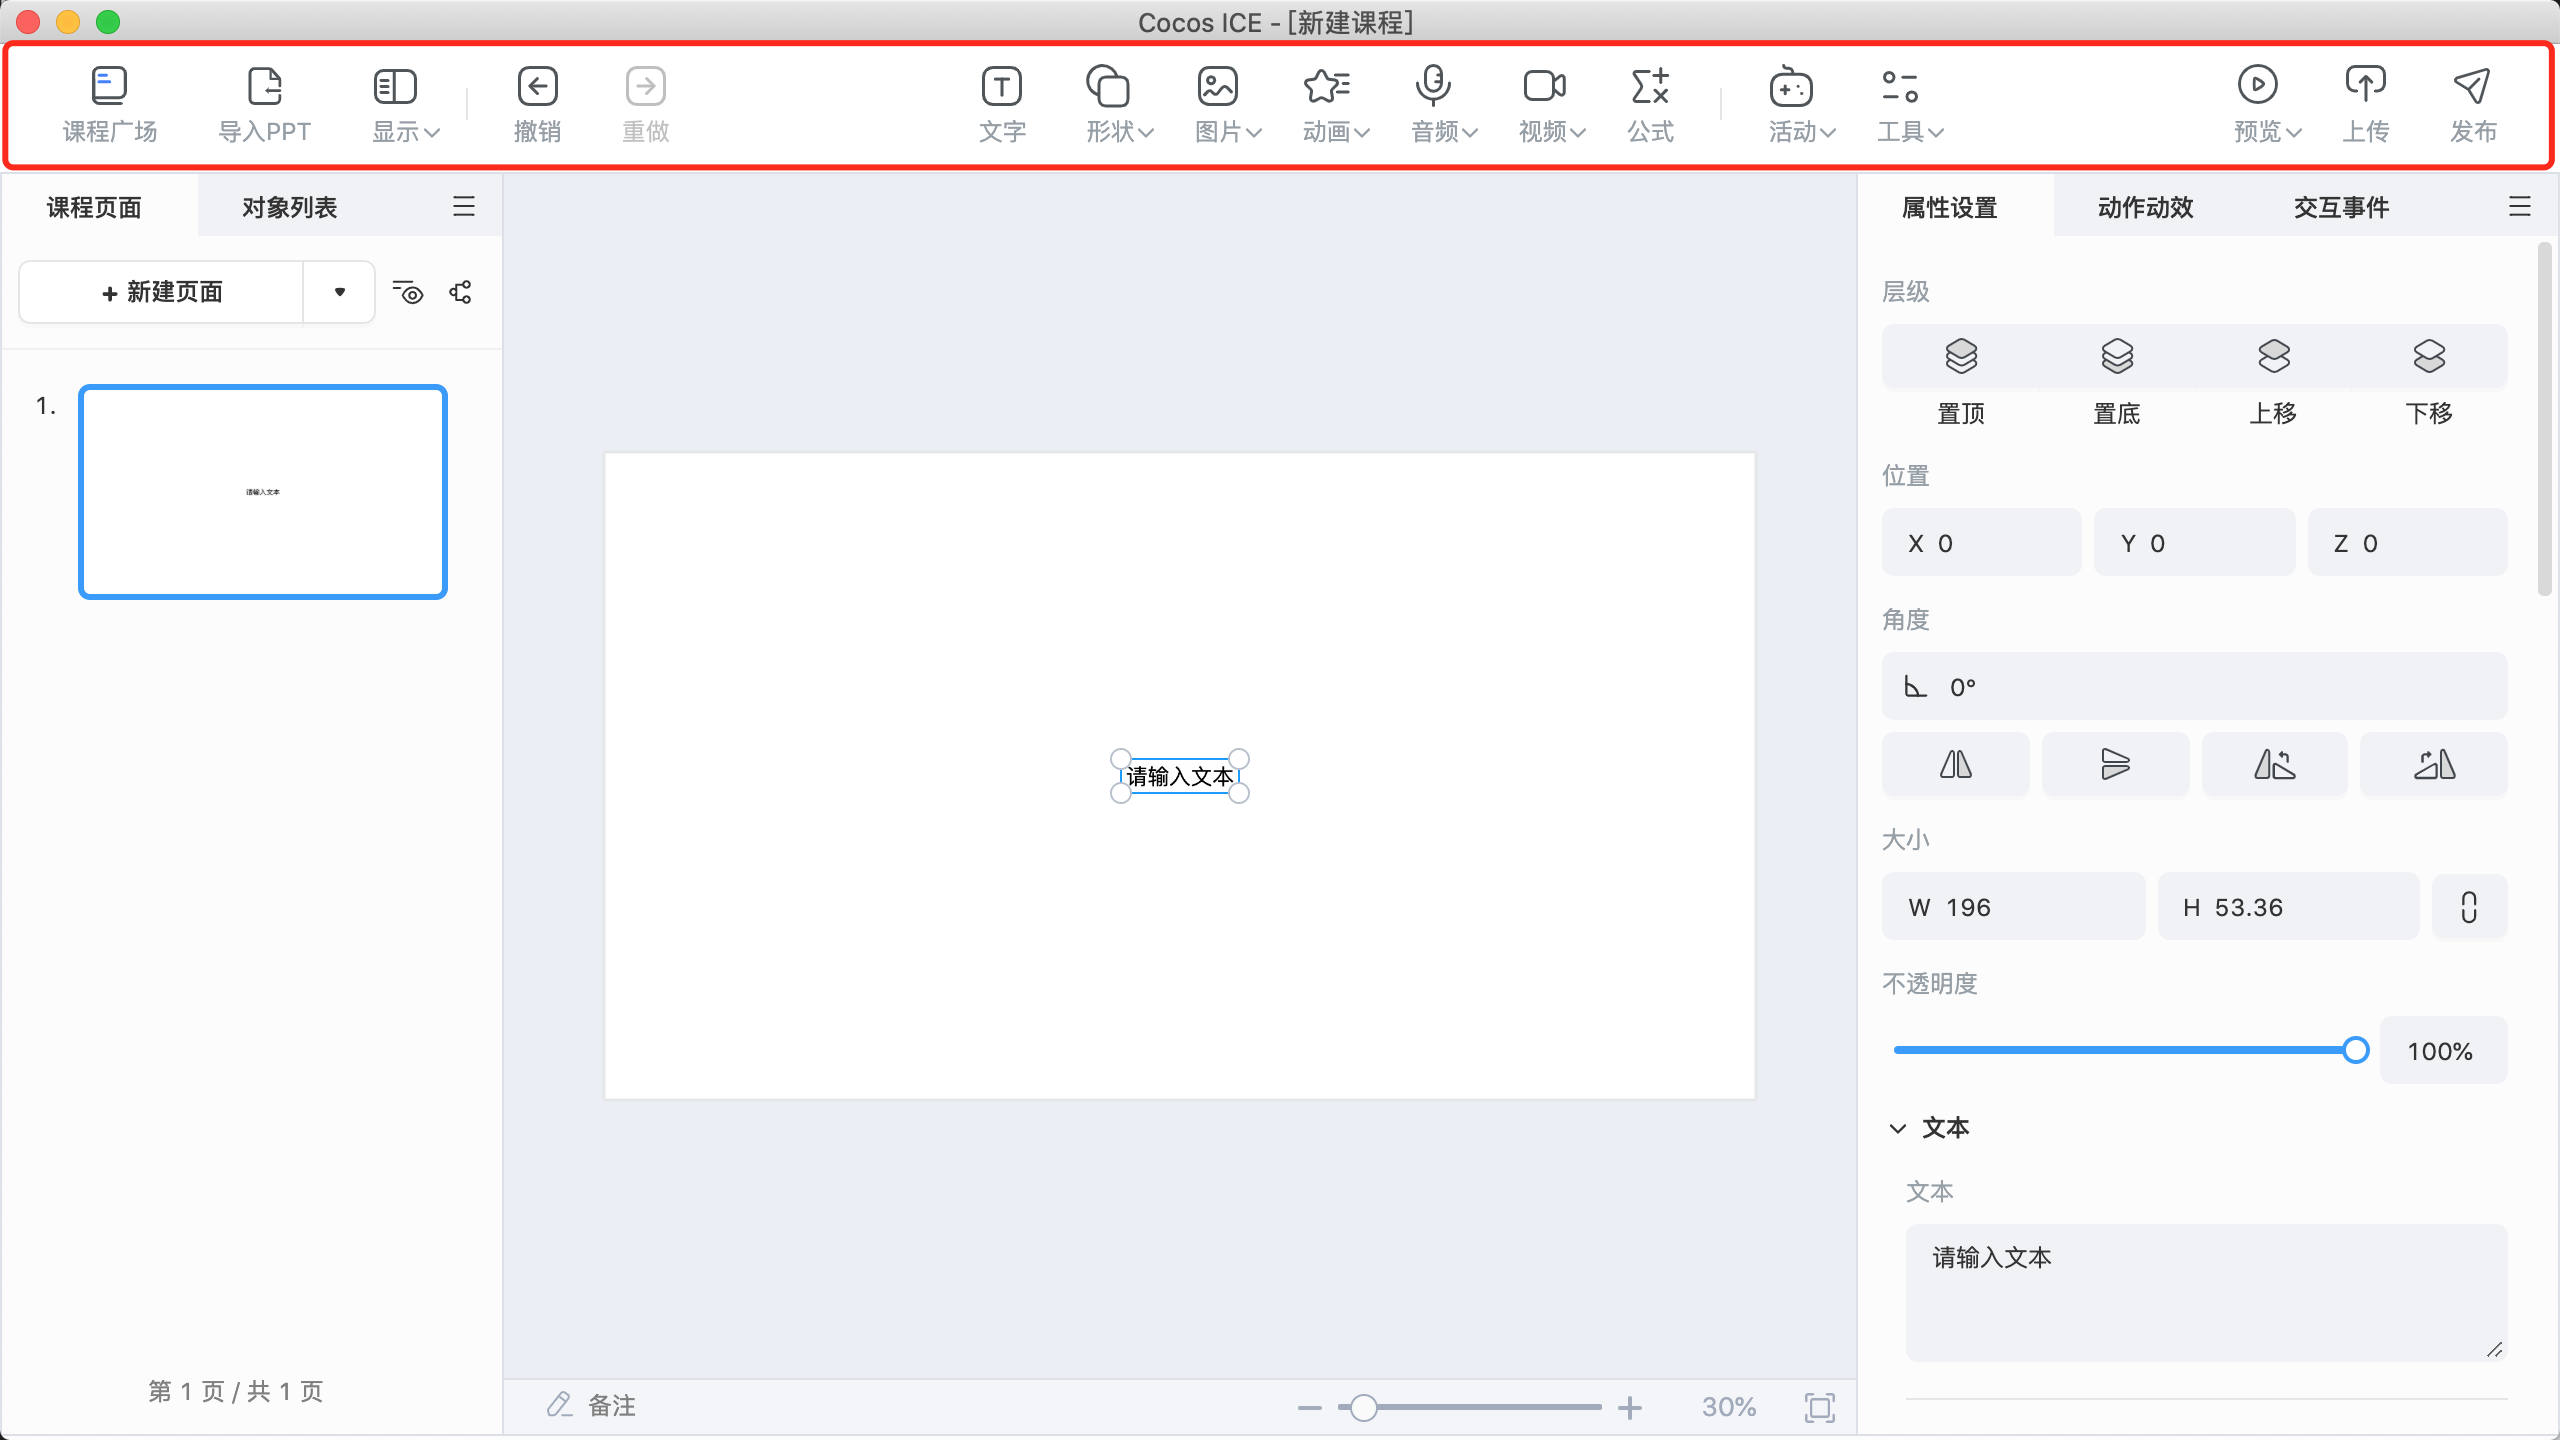 Cocos ICE - [新建课程]
课程广场 导入PPT 显示 撤销 重做 文字 形状 图片 动画 音频 视频 公式 活动 工具 预览 上传 发布
课程页面 对象列表
+ 新建页面
1.
请输入文本
第 1 页 / 共 1 页
请输入文本
备注
30%
属性设置 动作动效 交互事件
层级
置顶 置底 上移 下移
位置
X 0 Y 0 Z 0
角度
0°
大小
W 196 H 53.36
不透明度
100%
文本
文本
请输入文本